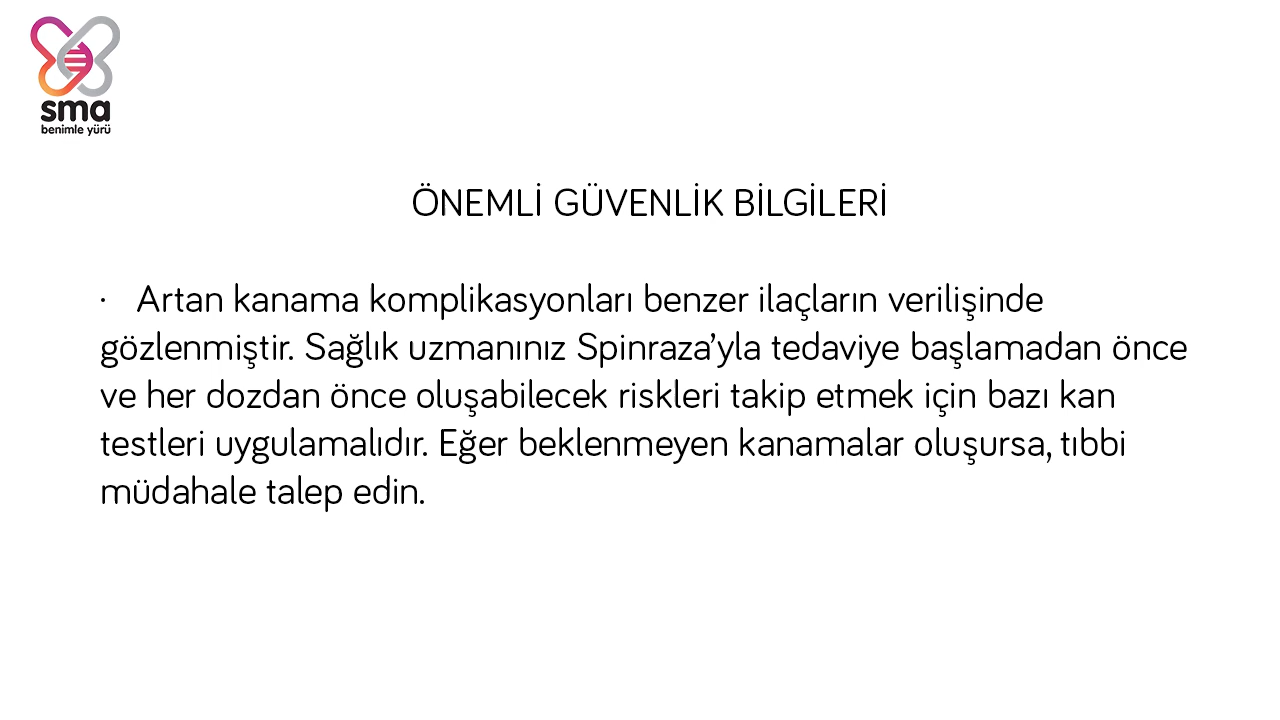 sma
benimle yürü
ÖNEMLİ GÜVENLİK BİLGİLERİ
· Artan kanama komplikasyonları benzer ilaçların verilişinde
gözlenmiştir. Sağlık uzmanınız Spinraza’yla tedaviye başlamadan önce
ve her dozdan önce oluşabilecek riskleri takip etmek için bazı kan
testleri uygulamalıdır. Eğer beklenmeyen kanamalar oluşursa, tıbbi
müdahale talep edin.